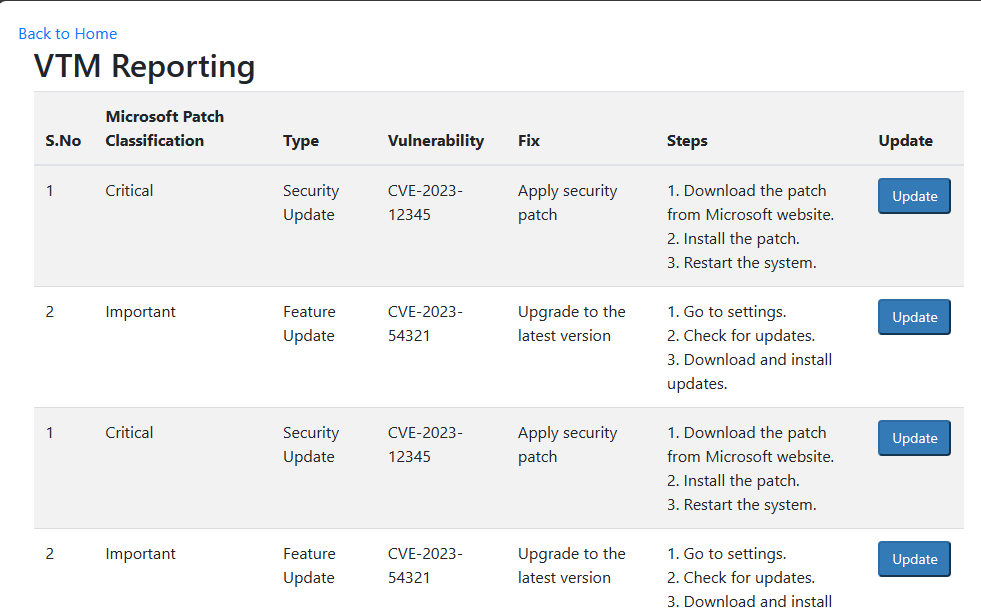 Back to Home
VTM Reporting
S.No Microsoft Patch Classification Type Vulnerability Fix Steps Update
1 Critical Security Update CVE-2023-12345 Apply security patch 1. Download the patch from Microsoft website. Update
2. Install the patch.
3. Restart the system.
2 Important Feature Update CVE-2023-54321 Upgrade to the latest version 1. Go to settings. Update
2. Check for updates.
3. Download and install updates.
1 Critical Security Update CVE-2023-12345 Apply security patch 1. Download the patch from Microsoft website. Update
2. Install the patch.
3. Restart the system.
2 Important Feature Update CVE-2023-54321 Upgrade to the latest version 1. Go to settings. Update
2. Check for updates.
3. Download and install